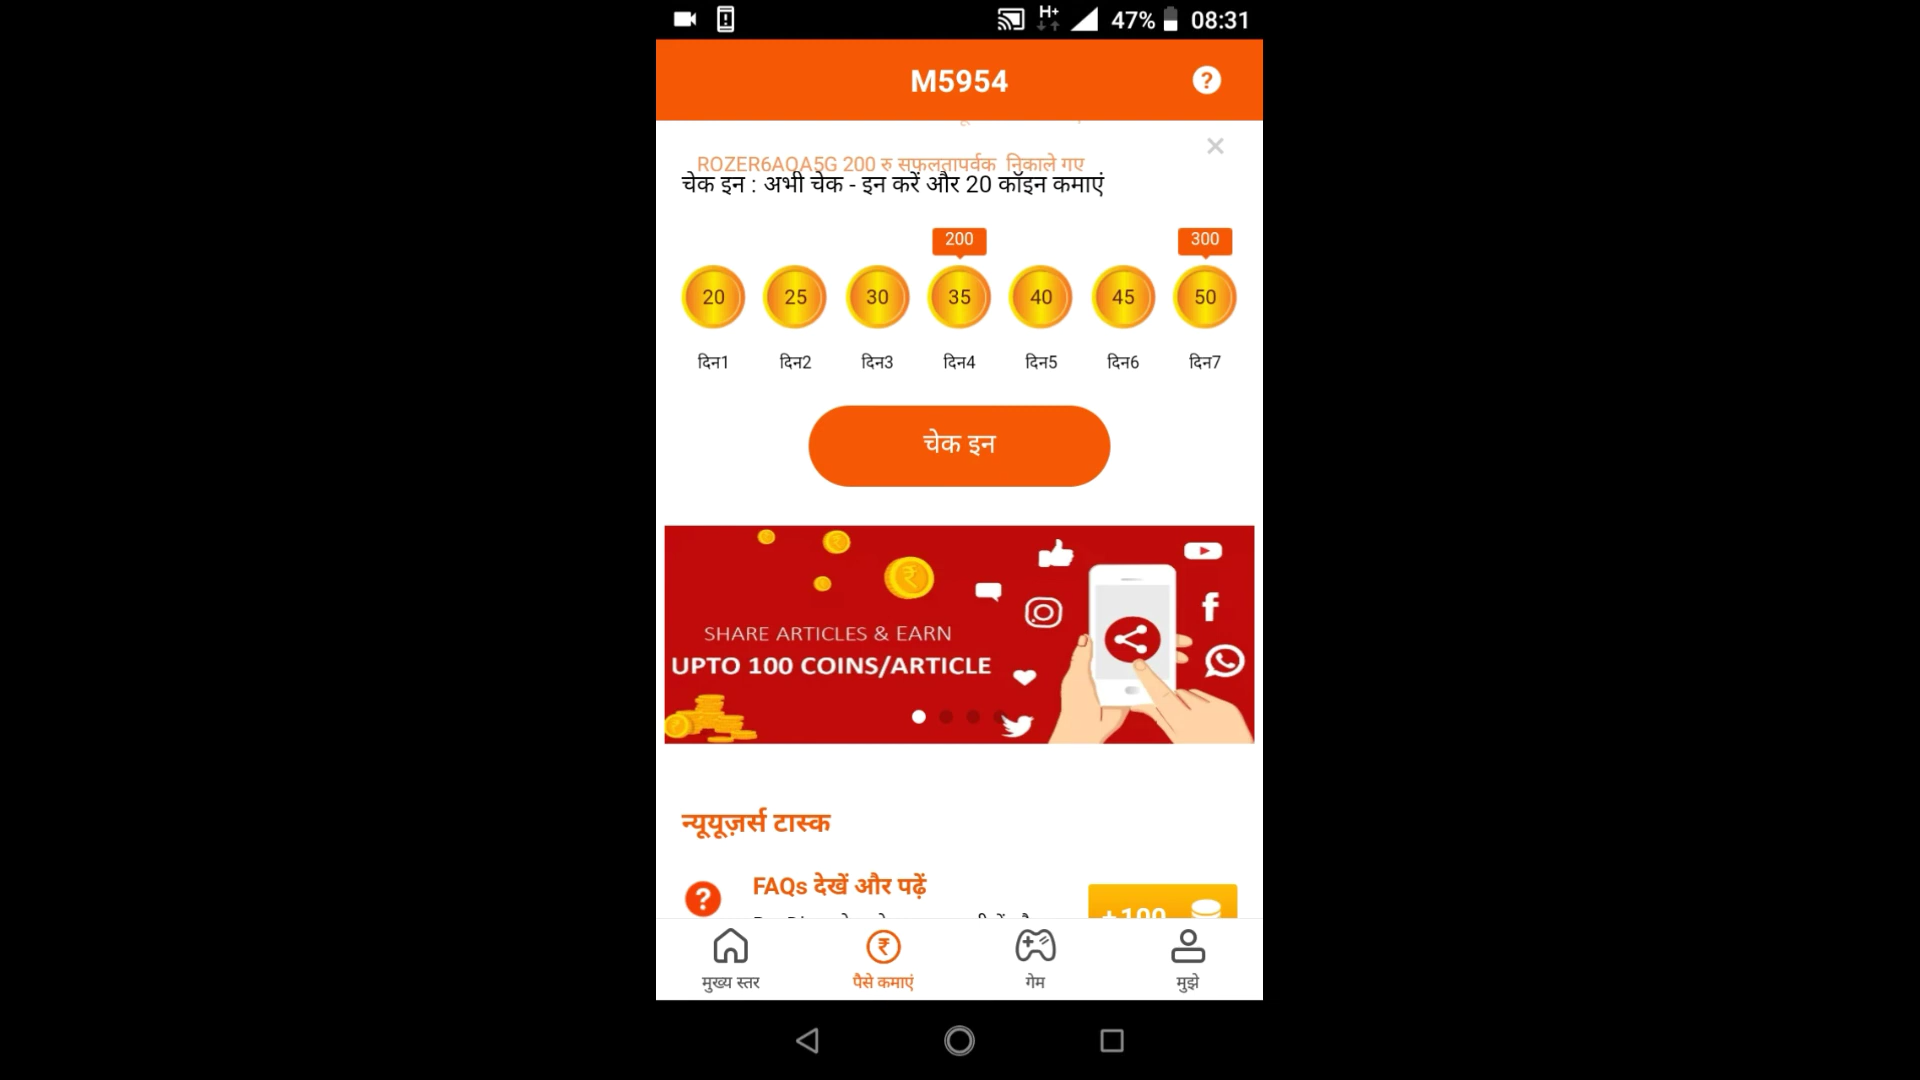 H+ 47% 08:31
M5954
ROZER6AQA5G 200 रु सफलतापर्वक निकाले गए
चेक इन : अभी चेक - इन करें और 20 कॉइन कमाएं
200 300
20 25 30 35 40 45 50
दिन1 दिन2 दिन3 दिन4 दिन5 दिन6 दिन7
चेक इन
SHARE ARTICLES & EARN
UPTO 100 COINS/ARTICLE
न्यूयूज़र्स टास्क
FAQs देखें और पढ़ें
+100
मुख्य स्तर पैसे कमाएं गेम मुझे